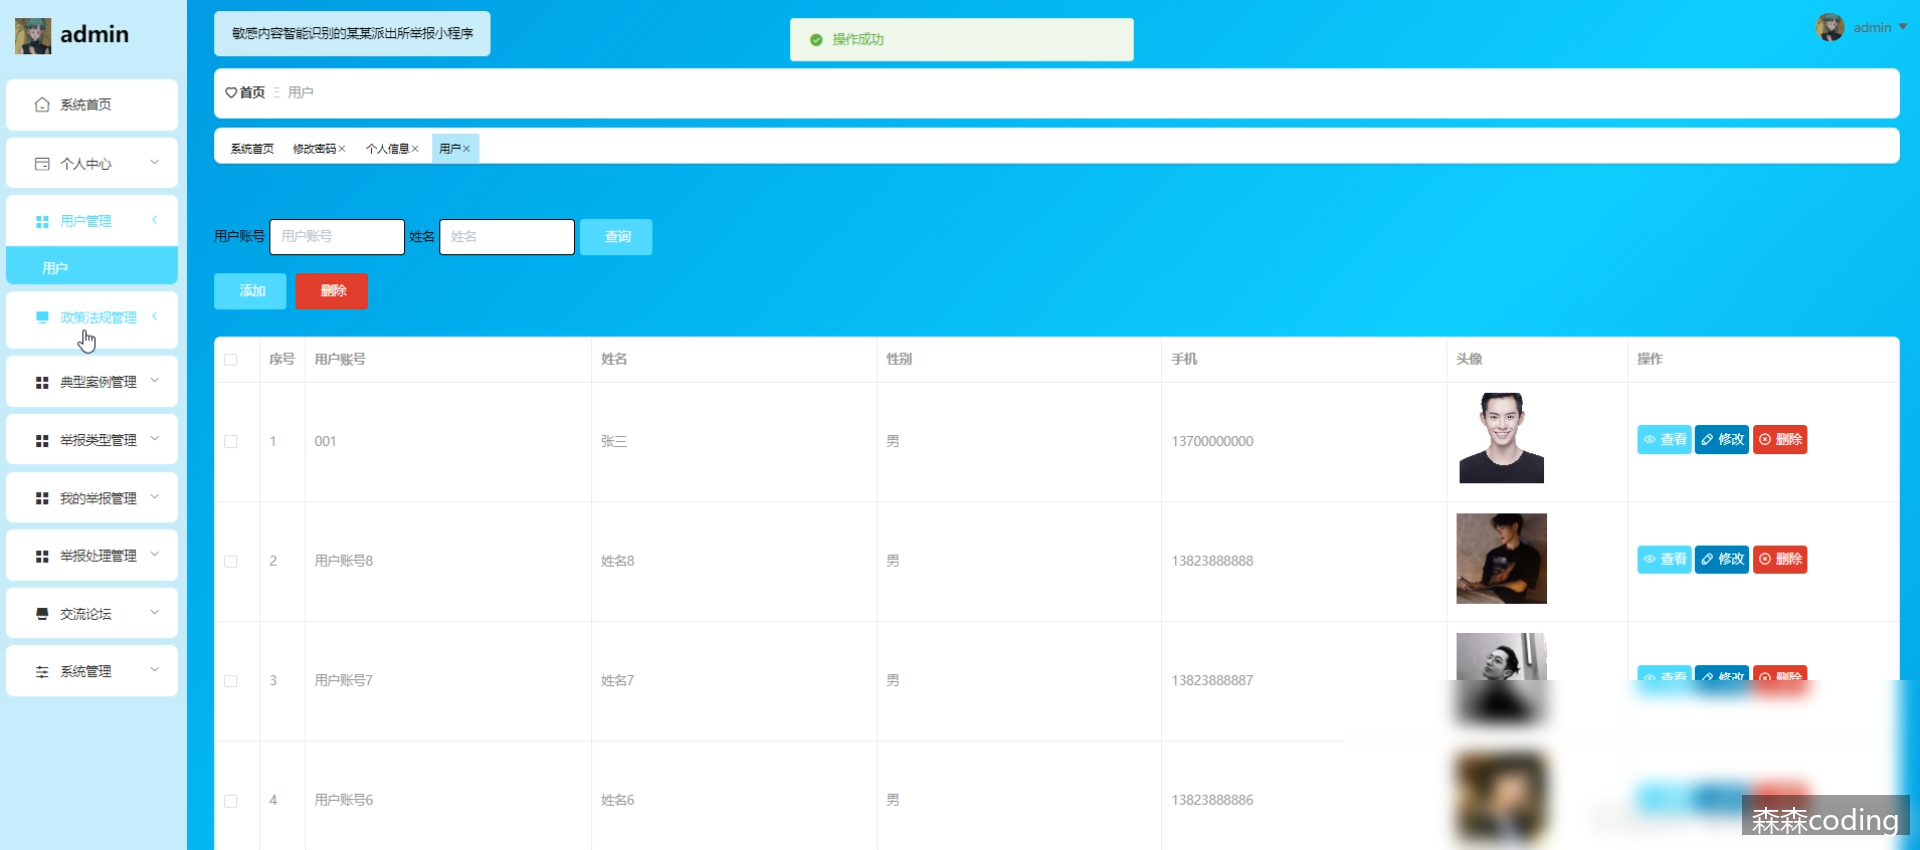 admin
敏感内容智能识别的某某派出所举报小程序
操作成功
admin
系统首页
个人中心
用户管理
用户
政策法规管理
典型案例管理
举报类型管理
我的举报管理
举报处理管理
交流论坛
系统管理
首页 用户
系统首页 修改密码× 个人信息× 用户×
用户账号 用户账号 姓名 姓名 查询
添加 删除
序号 用户账号 姓名 性别 手机 头像 操作
1 001 张三 男 13700000000 查看 修改 删除
2 用户账号8 姓名8 男 13823888888 查看 修改 删除
3 用户账号7 姓名7 男 13823888887 查看 修改 删除
4 用户账号6 姓名6 男 13823888886
森森coding